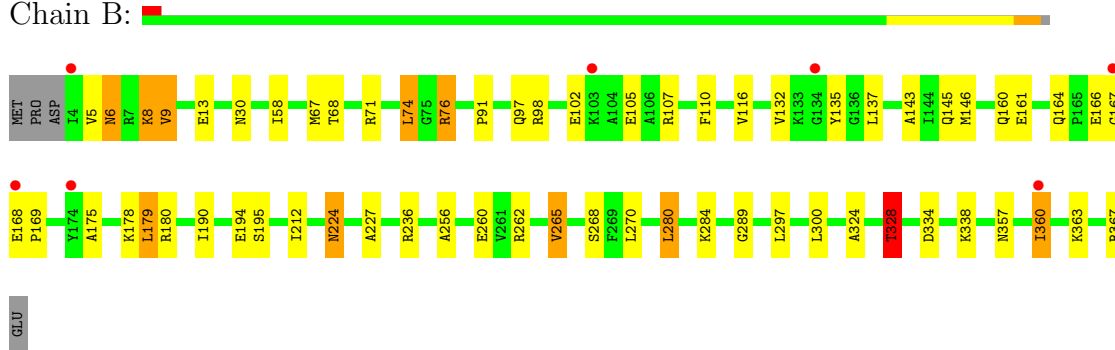 Chain B:
MET PRO ASP I4 V5 N6 R7 K8 V9 E13 N30 I58 M67 T68 R71 L74 G75 R76 P91 Q97 R98 E102 K103 A104 E105 A106 R107 F110 V116 V132 K133 G134 Y135 G136 L137 A143 I144 Q145 M146 Q160 E161 Q164 P165 E166 G167
E168 P169 Y174 A175 K178 L179 R180 I190 E194 S195 I212 N224 A227 R236 A256 E260 V261 R262 V265 S268 F269 L270 L280 K284 G289 L297 L300 A324 T328 D334 K338 N357 I360 K363 R367
GLU